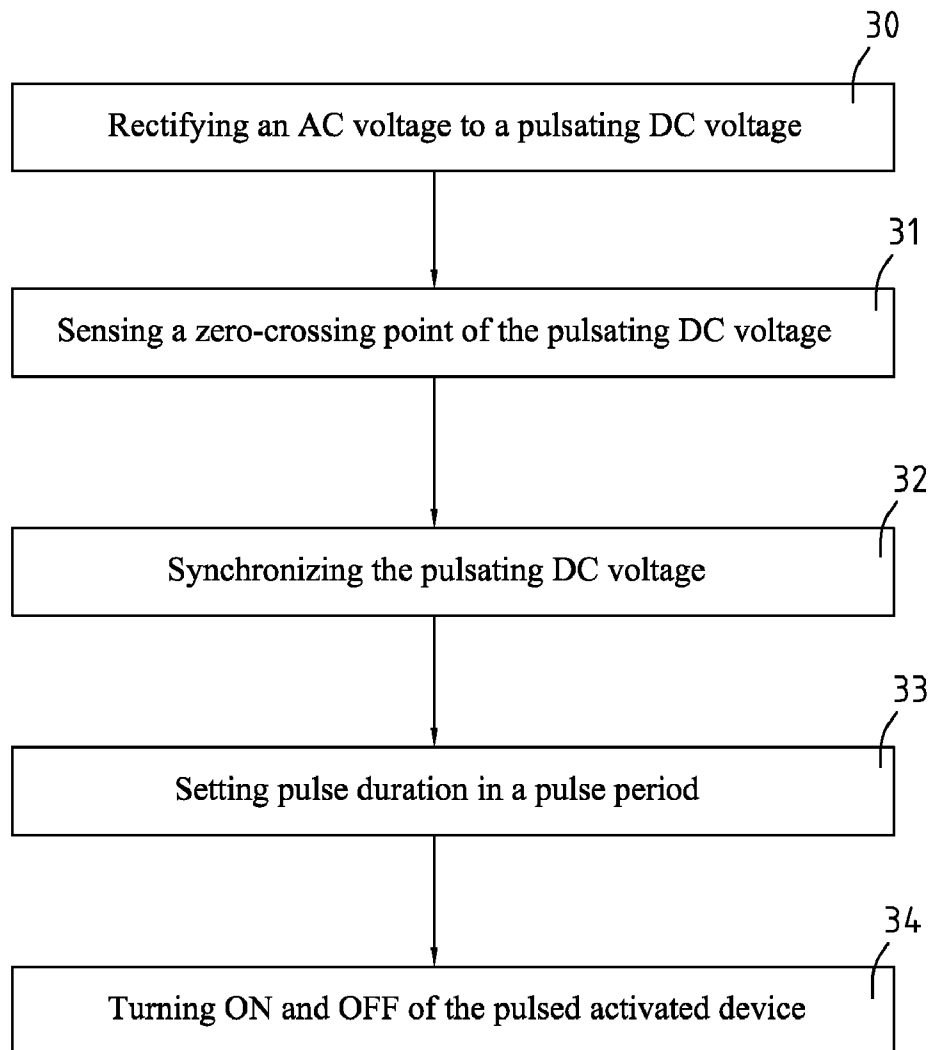 30
Rectifying an AC voltage to a pulsating DC voltage
31
Sensing a zero-crossing point of the pulsating DC voltage
32
Synchronizing the pulsating DC voltage
33
Setting pulse duration in a pulse period
34
Turning ON and OFF of the pulsed activated device